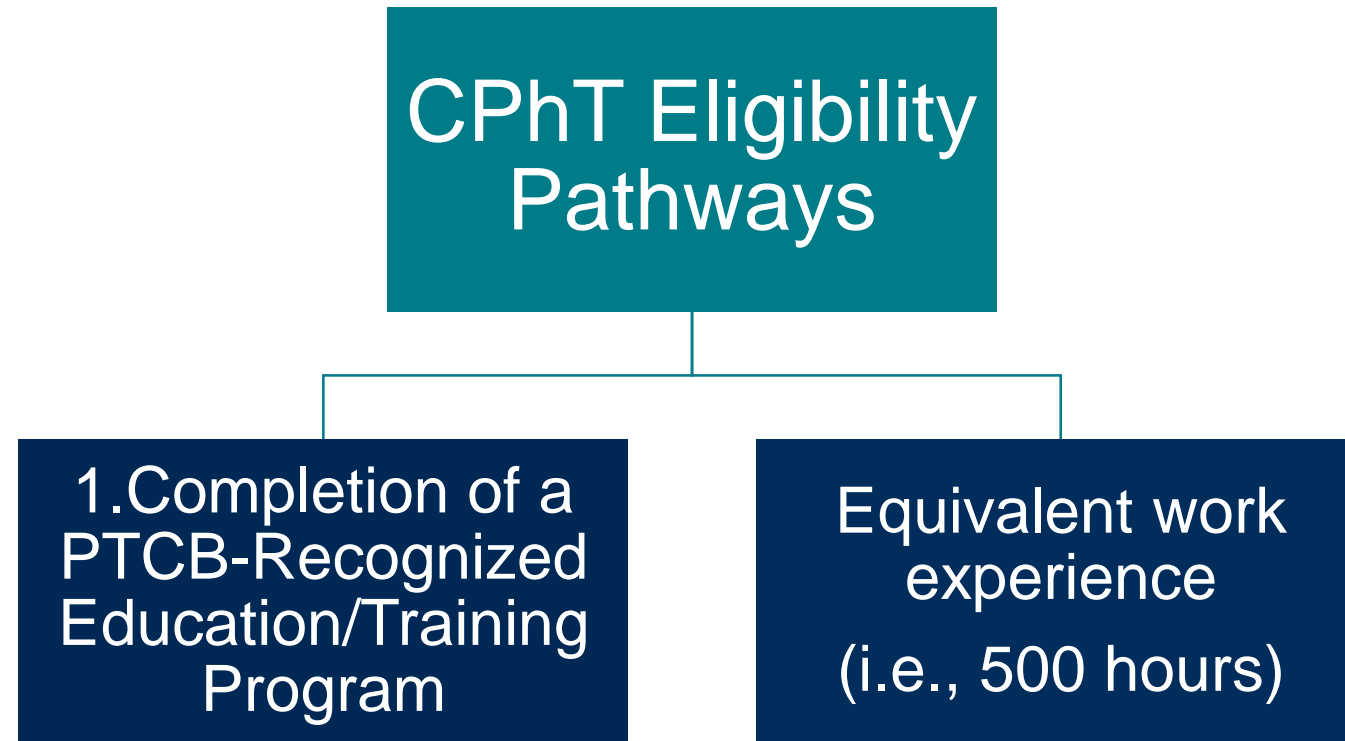 CPhT Eligibility
Pathways
1.Completion of a
PTCB-Recognized
Education/Training
Program
Equivalent work
experience
(i.e., 500 hours)